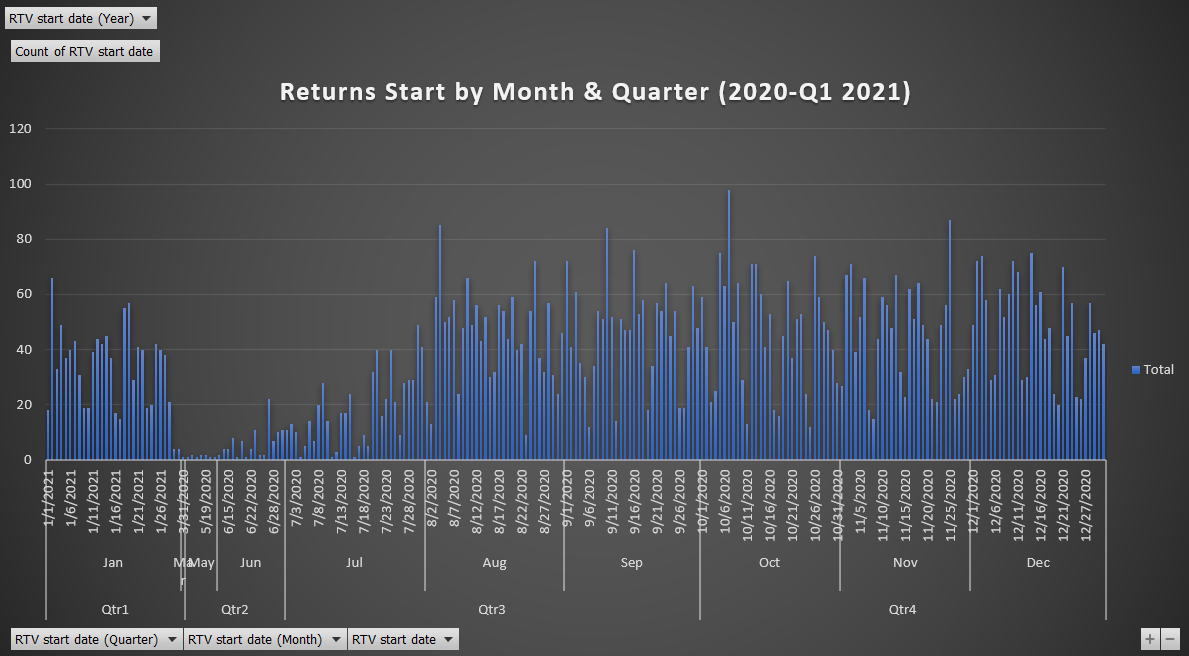 RTV start date (Year)
Count of RTV start date
Returns Start by Month & Quarter (2020-Q1 2021)
120
100
80
60
40
20
0
Total
1/1/2021 1/6/2021 1/11/2021 1/16/2021 1/21/2021 1/26/2021 3/31/2020 5/19/2020 6/15/2020 6/22/2020 6/28/2020 7/3/2020 7/8/2020 7/13/2020 7/18/2020 7/23/2020 7/28/2020 8/2/2020 8/7/2020 8/12/2020 8/17/2020 8/22/2020 8/27/2020 9/1/2020 9/6/2020 9/11/2020 9/16/2020 9/21/2020 9/26/2020 10/1/2020 10/6/2020 10/11/2020 10/16/2020 10/21/2020 10/26/2020 10/31/2020 11/5/2020 11/10/2020 11/15/2020 11/20/2020 11/25/2020 12/1/2020 12/6/2020 12/11/2020 12/16/2020 12/21/2020 12/27/2020
Jan Mar May Jun Jul Aug Sep Oct Nov Dec
Qtr1 Qtr2 Qtr3 Qtr4
RTV start date (Quarter) RTV start date (Month) RTV start date
+ −